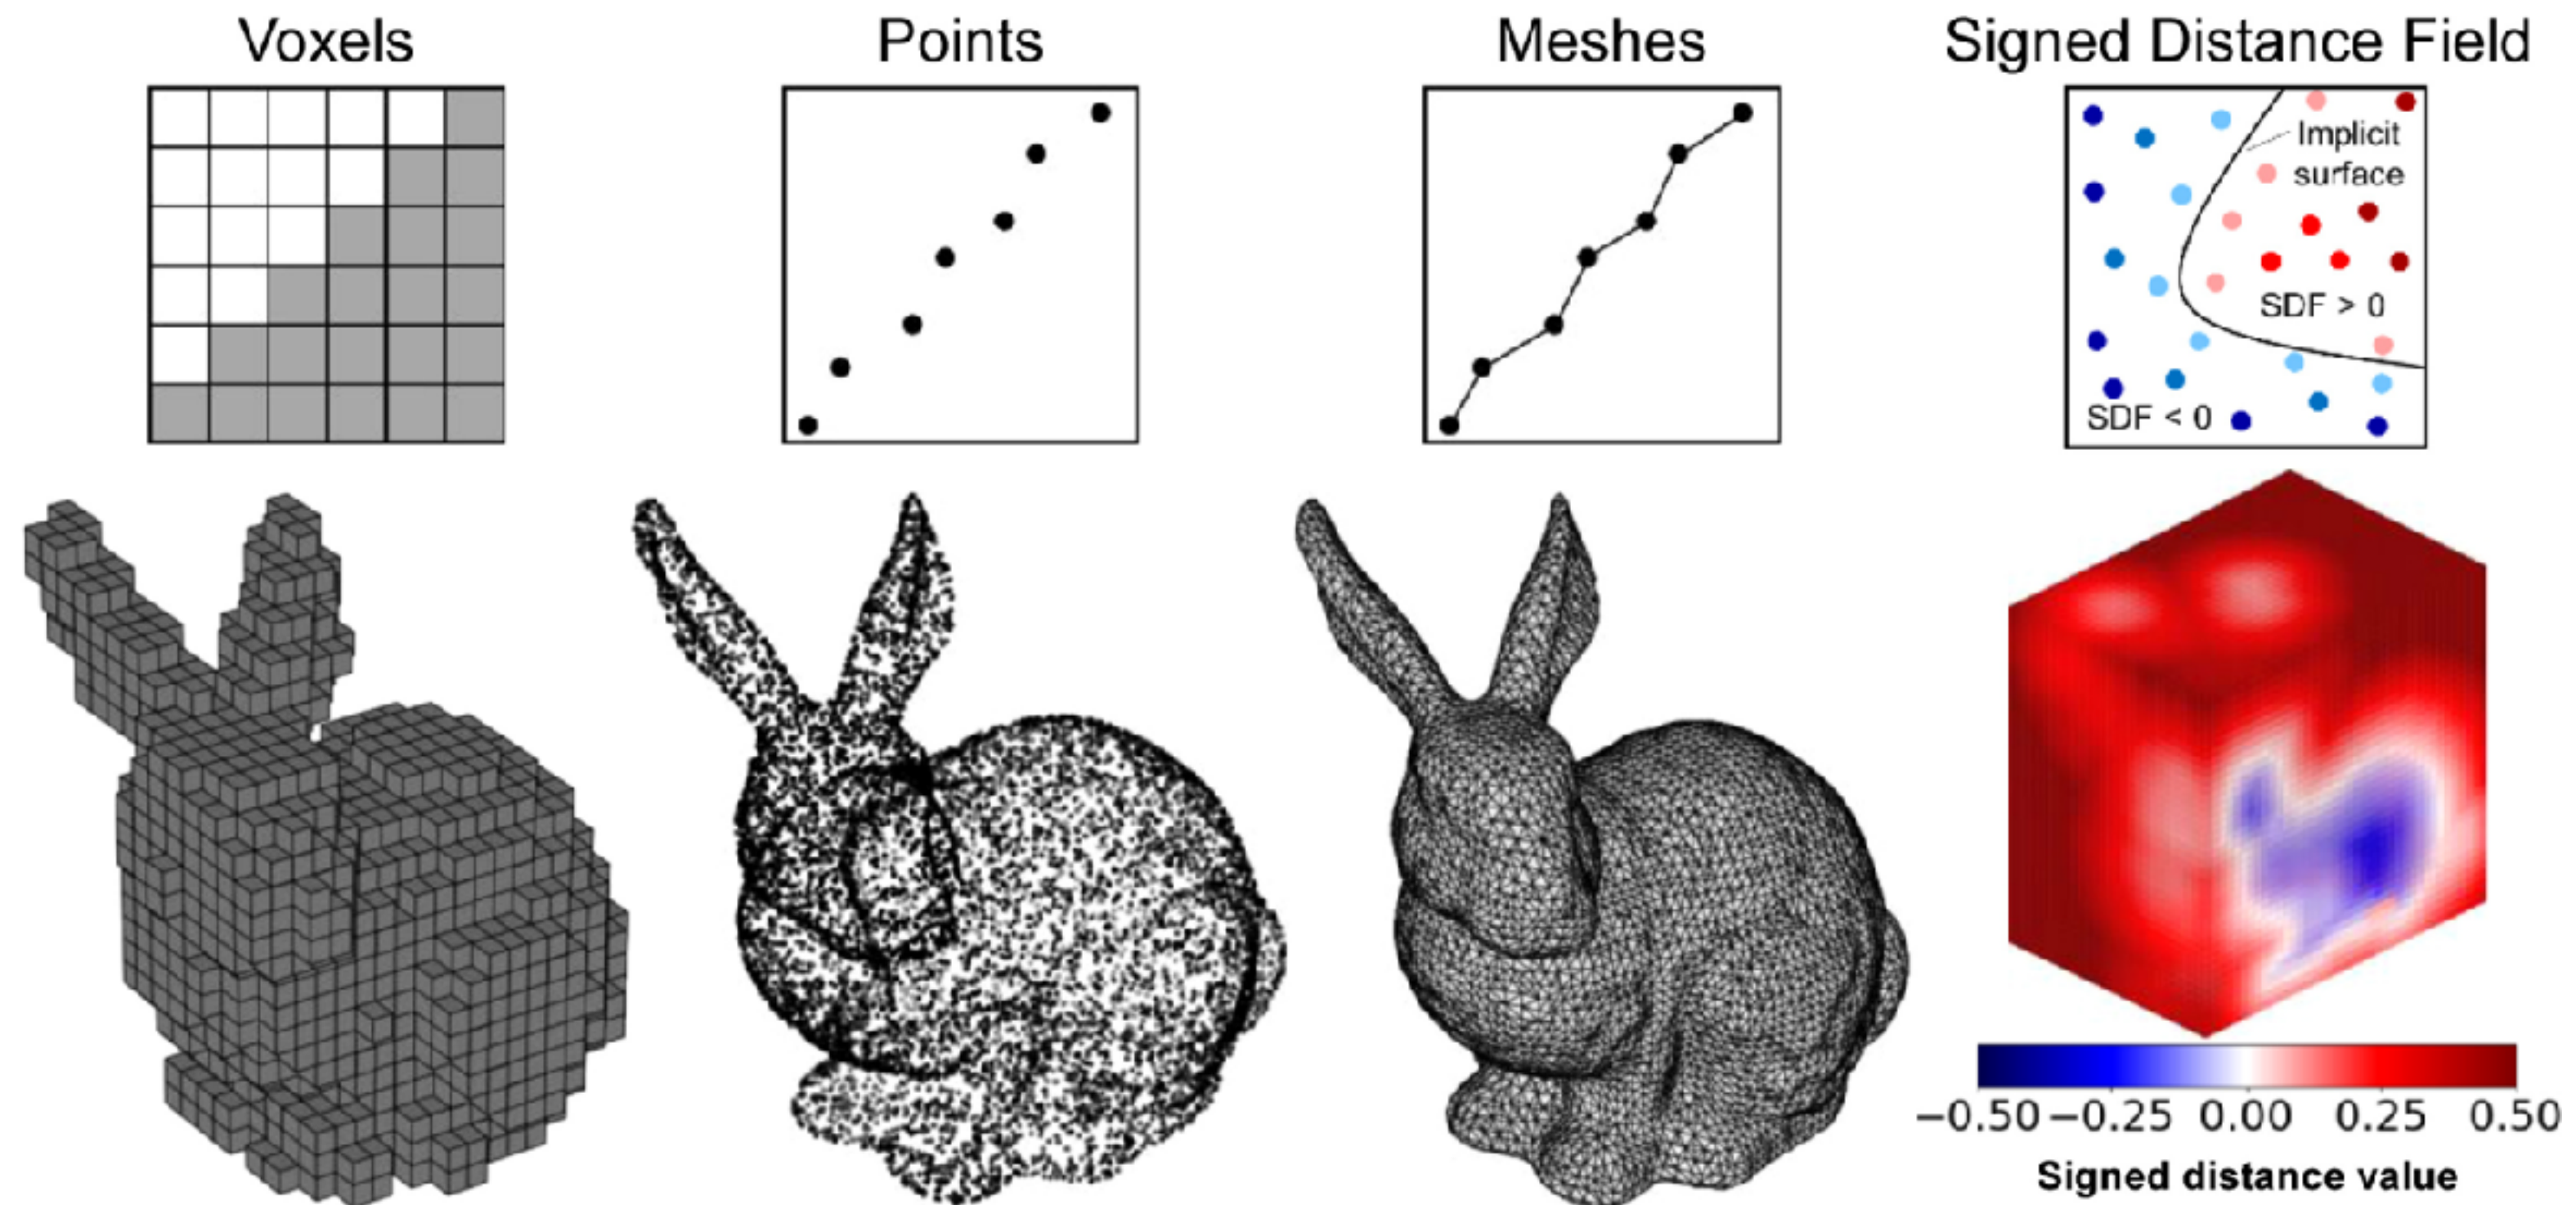 Voxels
Points
Meshes
Signed Distance Field
Implicit
surface
SDF > 0
SDF < 0
−0.50 −0.25 0.00 0.25 0.50
Signed distance value